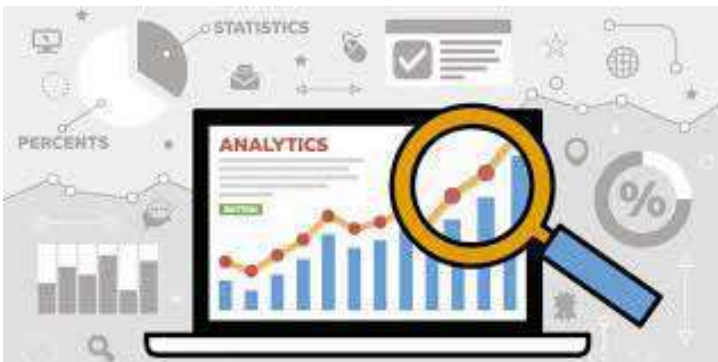 STATISTICS
PERCENTS
ANALYTICS
BUTTON
%